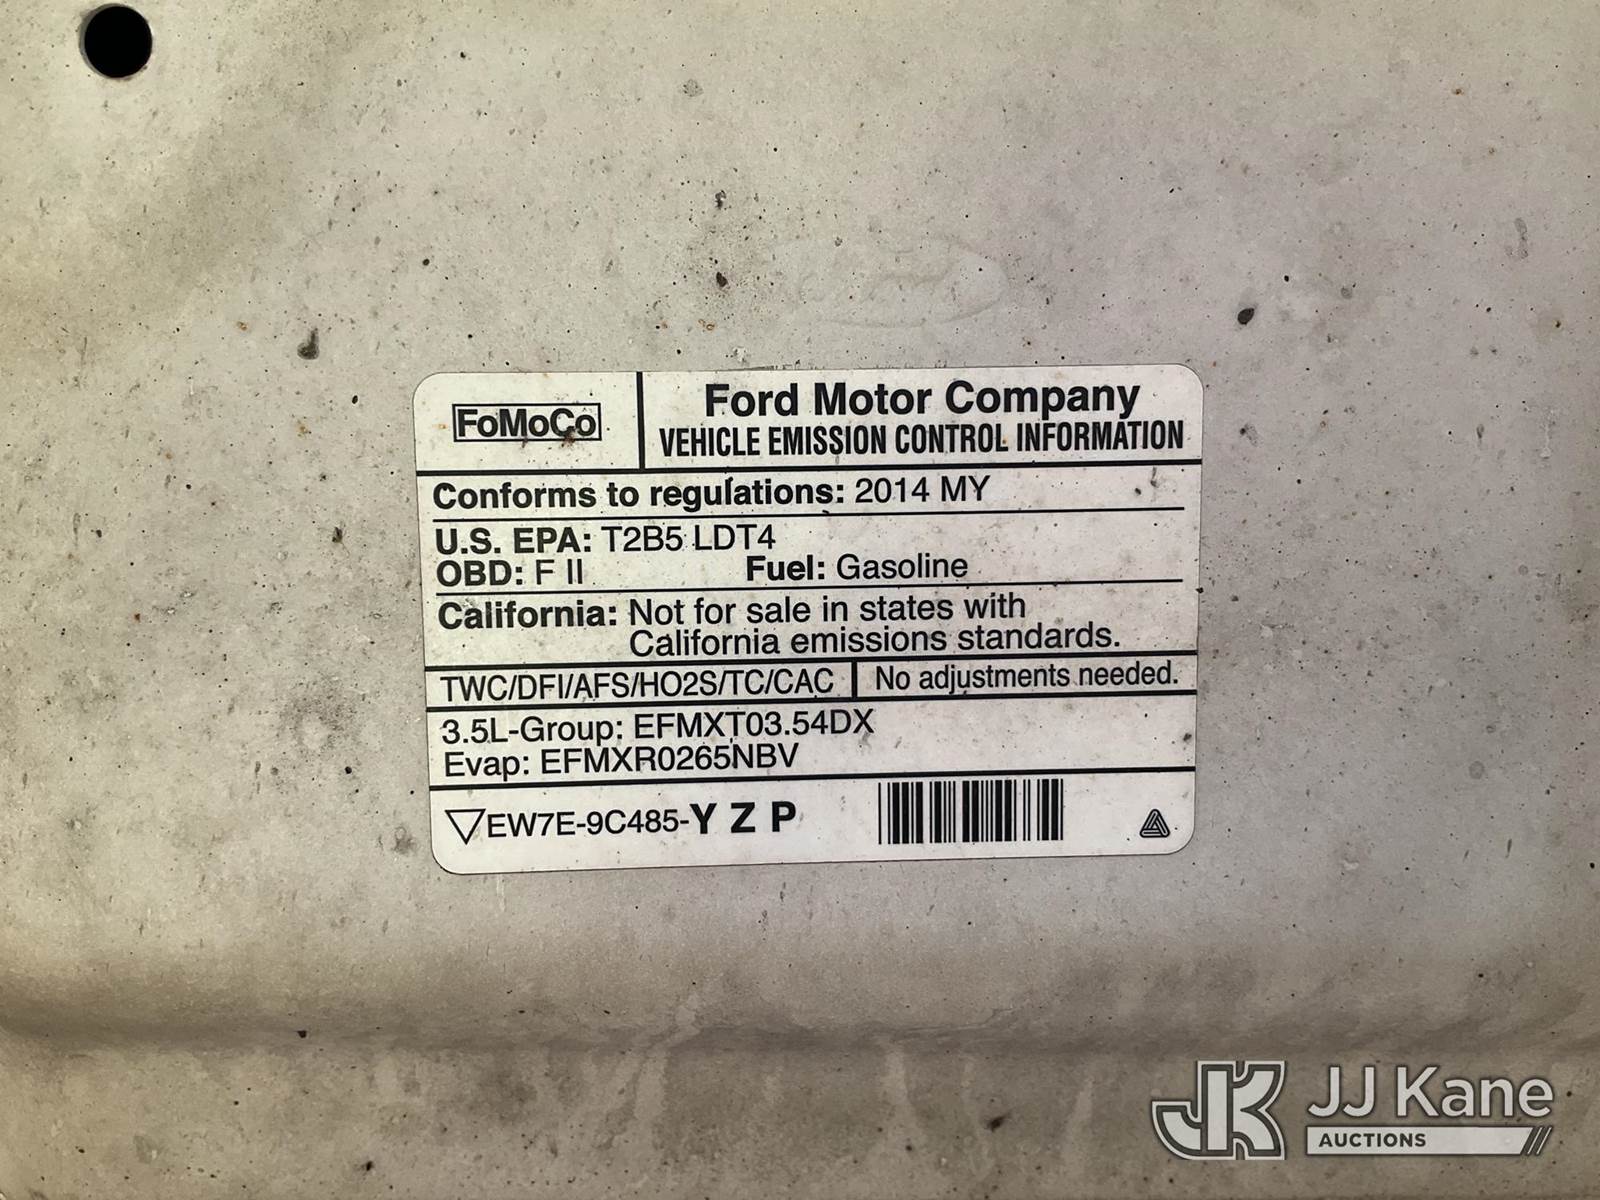 FoMoCo
Ford Motor Company
VEHICLE EMISSION CONTROL INFORMATION
Conforms to regulations: 2014 MY
U.S. EPA: T2B5 LDT4
OBD: F II Fuel: Gasoline
California: Not for sale in states with
California emissions standards.
TWC/DFI//AFS/HO2S/TC/CAC No adjustments needed.
3.5L-Group: EFMXT03.54DX
Evap: EFMXR0265NBV
EW7E-9C485-Y Z P
JK JJ Kane
AUCTIONS